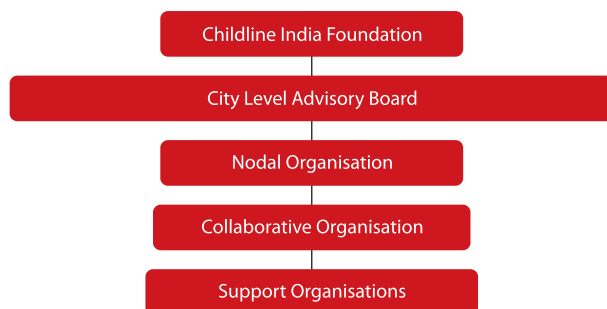 Childline India Foundation
City Level Advisory Board
Nodal Organisation
Collaborative Organisation
Support Organisations